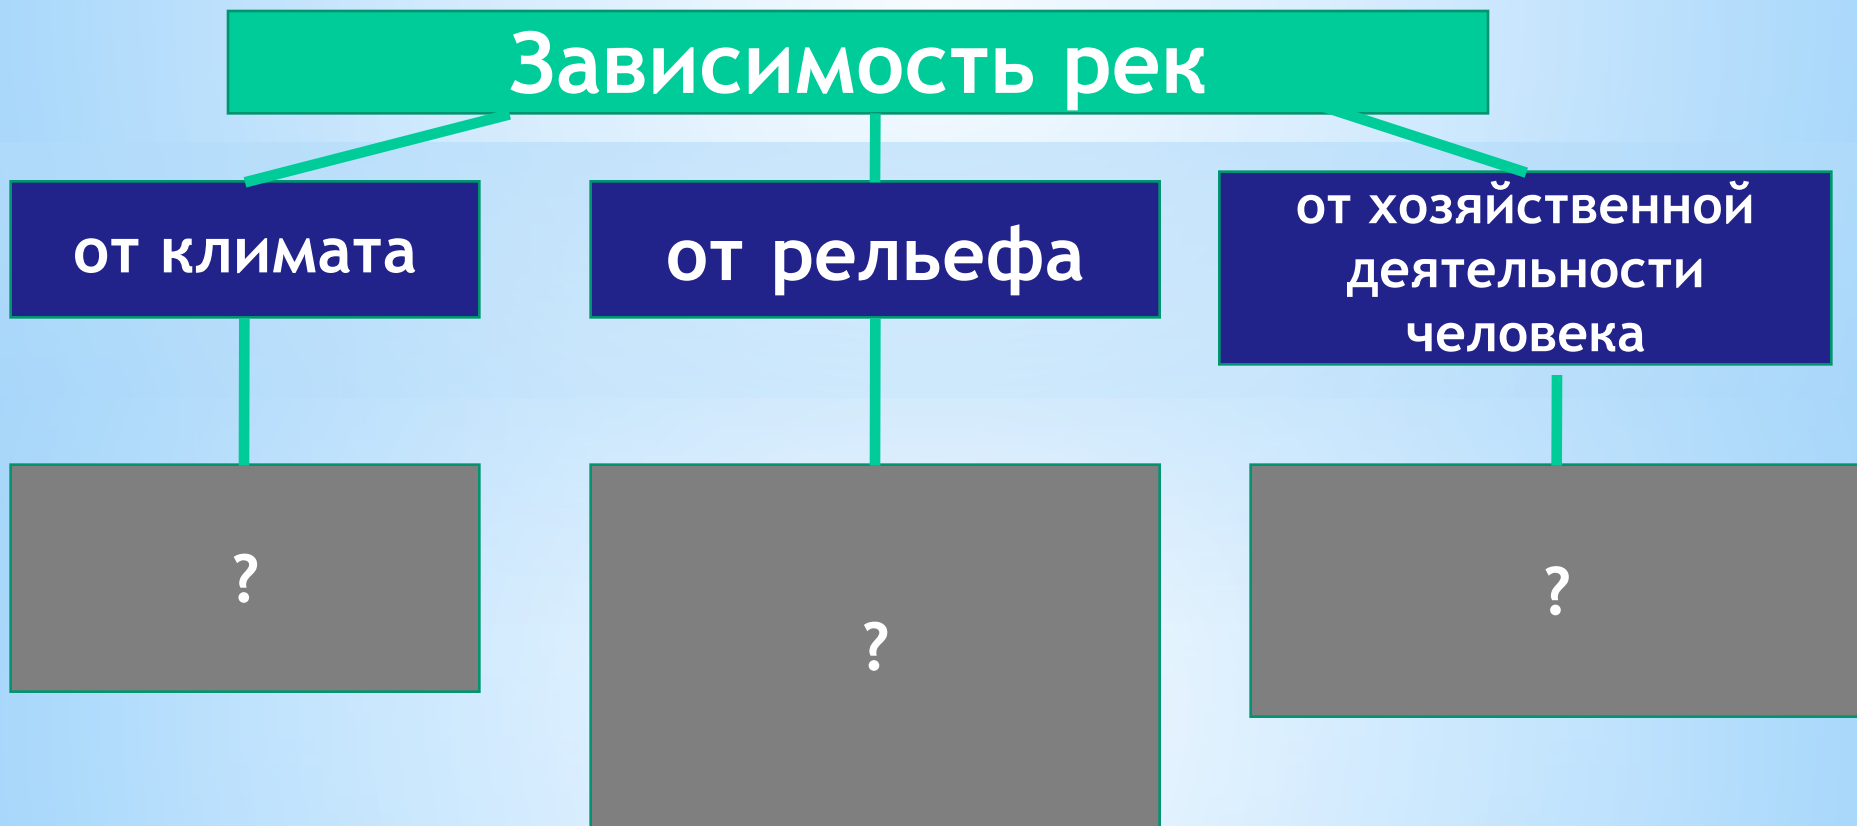 Зависимость рек
от климата
от рельефа
от хозяйственной
деятельности
человека
?
?
?